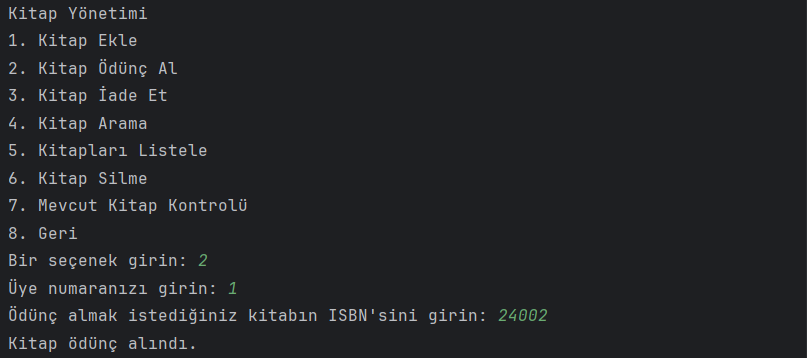 Kitap Yönetimi
1. Kitap Ekle
2. Kitap Ödünç Al
3. Kitap İade Et
4. Kitap Arama
5. Kitapları Listele
6. Kitap Silme
7. Mevcut Kitap Kontrolü
8. Geri
Bir seçenek girin: 2
Üye numaranızı girin: 1
Ödünç almak istediğiniz kitabın ISBN'sini girin: 24002
Kitap ödünç alındı.